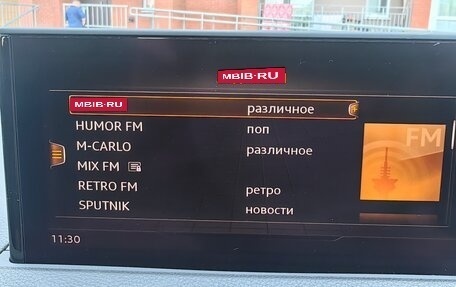 MBIB.RU
MBIB.RU различное
HUMOR FM поп
M-CARLO различное
MIX FM
RETRO FM ретро
SPUTNIK новости
FM
11:30